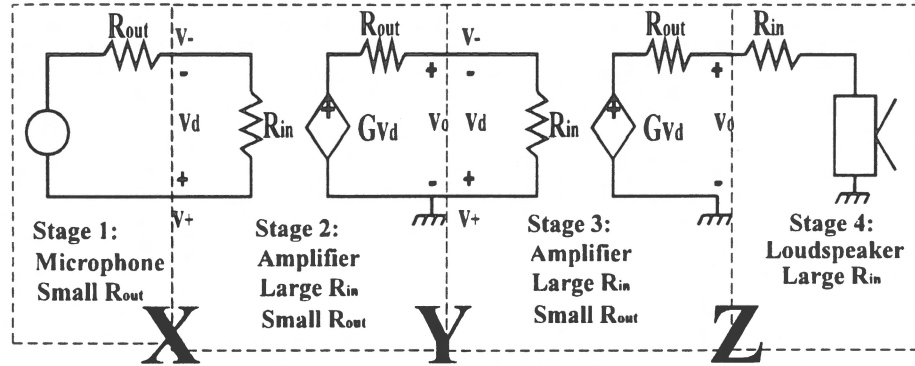 Rout
V-
-
Vd
+
V+
Rin
Stage 1:
Microphone
Small Rout
X
+
GVd
Rout
+
Vo
-
Stage 2:
Amplifier
Large Rin
Small Rout
V-
-
Vd
+
V+
Rin
Y
+
GVd
Rout
+
Vo
-
Stage 3:
Amplifier
Large Rin
Small Rout
Z
Rin
Stage 4:
Loudspeaker
Large Rin